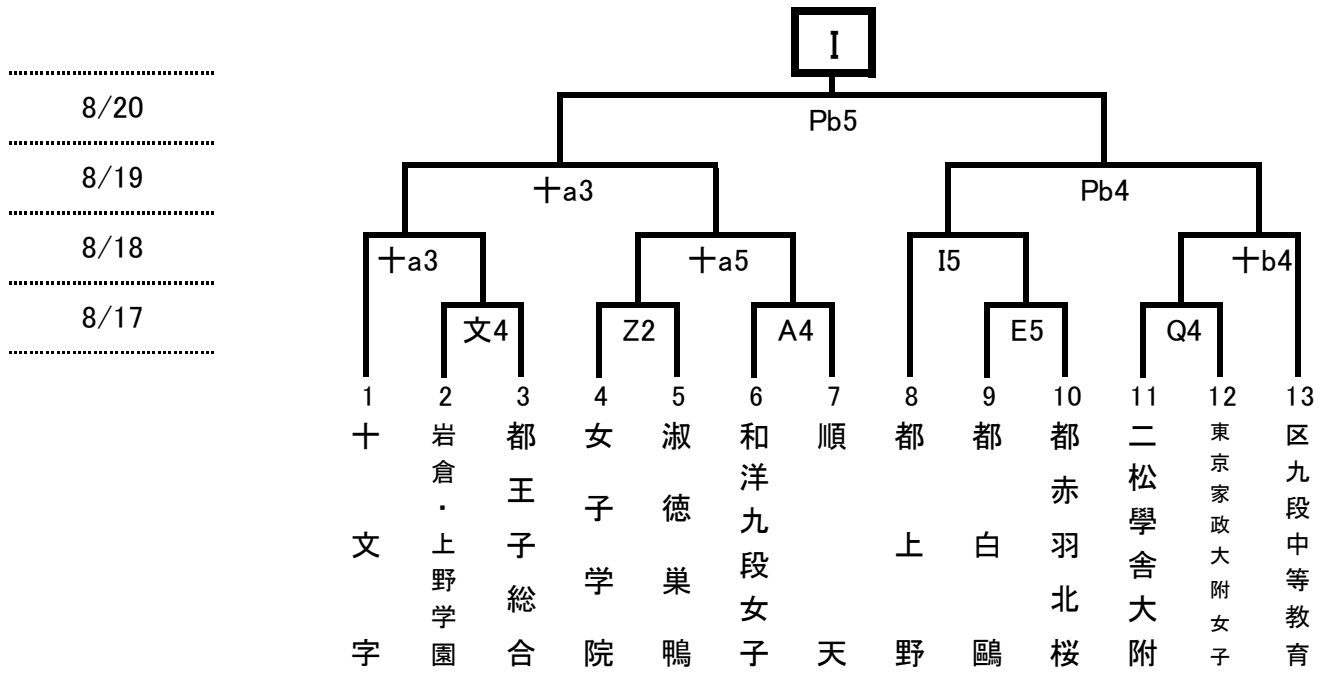 I
8/20
Pb5
8/19
十a3
Pb4
8/18
十a3
十a5
I5
十b4
8/17
文4
Z2
A4
E5
Q4
1 2 3 4 5 6 7 8 9 10 11 12 13
十文字
岩倉・上野学園
都王子総合
女子学院
淑徳巣鴨
和洋九段女子
順天
都上野
都白鷗
都赤羽北桜
二松學舎大附
東京家政大附女子
区九段中等教育